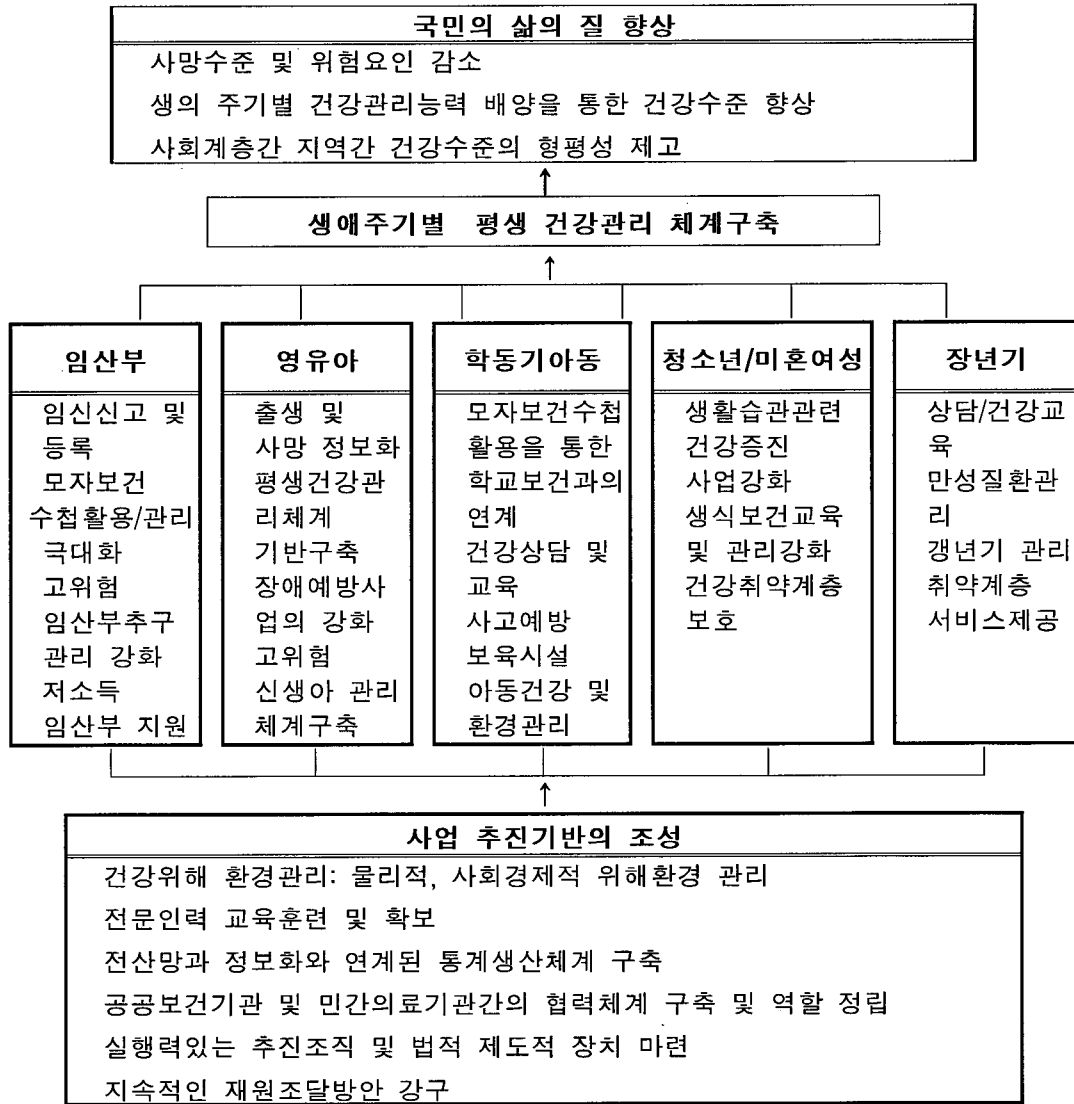 국민의 삶의 질 향상
사망수준 및 위험요인 감소
생의 주기별 건강관리능력 배양을 통한 건강수준 향상
사회계층간 지역간 건강수준의 형평성 제고
↑
생애주기별 평생 건강관리 체계구축
↑
임산부
임신신고 및
등록
모자보건
수첩활용/관리
극대화
고위험
임산부추구
관리 강화
저소득
임산부 지원
영유아
출생 및
사망 정보화
평생건강관
리체계
기반구축
장애예방사
업의 강화
고위험
신생아 관리
체계구축
학동기아동
모자보건수첩
활용을 통한
학교보건과의
연계
건강상담 및
교육
사고예방
보육시설
아동건강 및
환경관리
청소년/미혼여성
생활습관관련
건강증진
사업강화
생식보건교육
및 관리강화
건강취약계층
보호
장년기
상담/건강교
육
만성질환관
리
갱년기 관리
취약계층
서비스제공
↑
사업 추진기반의 조성
건강위해 환경관리: 물리적, 사회경제적 위해환경 관리
전문인력 교육훈련 및 확보
전산망과 정보화와 연계된 통계생산체계 구축
공공보건기관 및 민간의료기관간의 협력체계 구축 및 역할 정립
실행력있는 추진조직 및 법적 제도적 장치 마련
지속적인 재원조달방안 강구